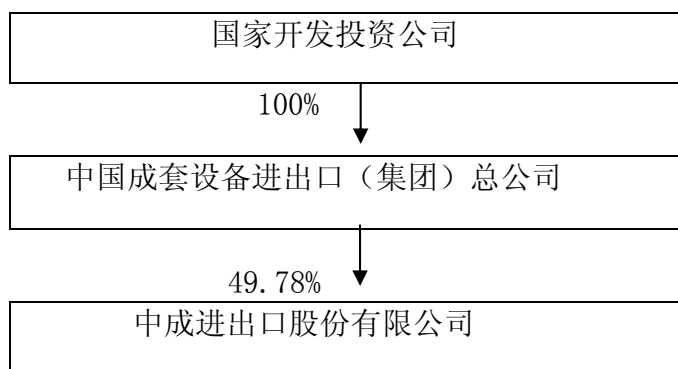 国家开发投资公司
100%
中国成套设备进出口（集团）总公司
49.78%
中成进出口股份有限公司